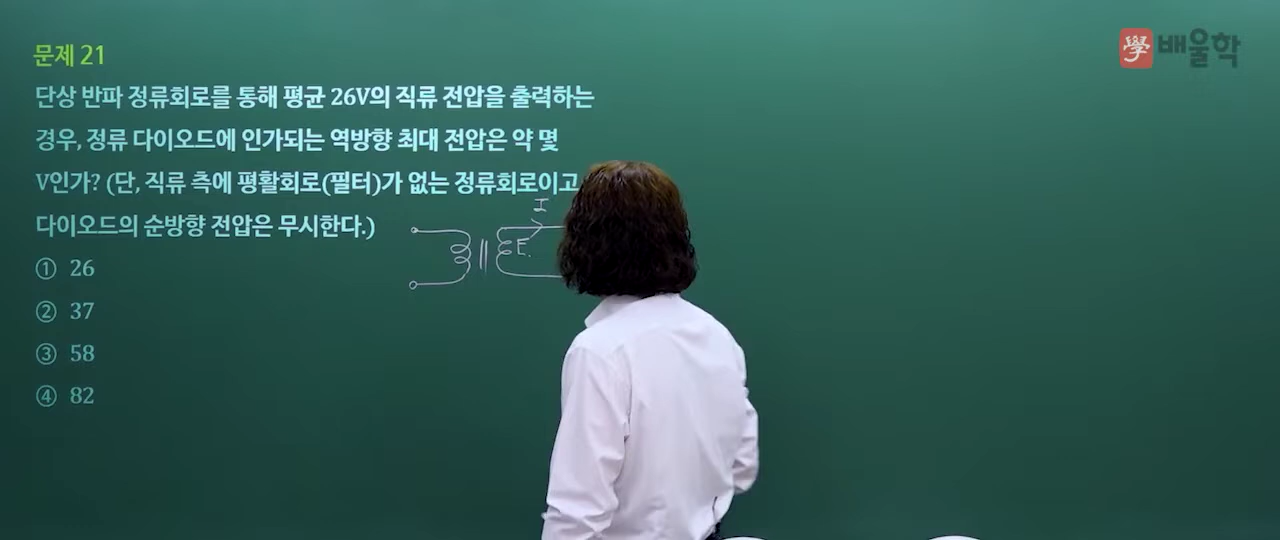 문제 21
學 배울학
단상 반파 정류회로를 통해 평균 26V의 직류 전압을 출력하는
경우, 정류 다이오드에 인가되는 역방향 최대 전압은 약 몇
V인가? (단, 직류 측에 평활회로(필터)가 없는 정류회로이고
다이오드의 순방향 전압은 무시한다.)
I
E.
① 26
② 37
③ 58
④ 82